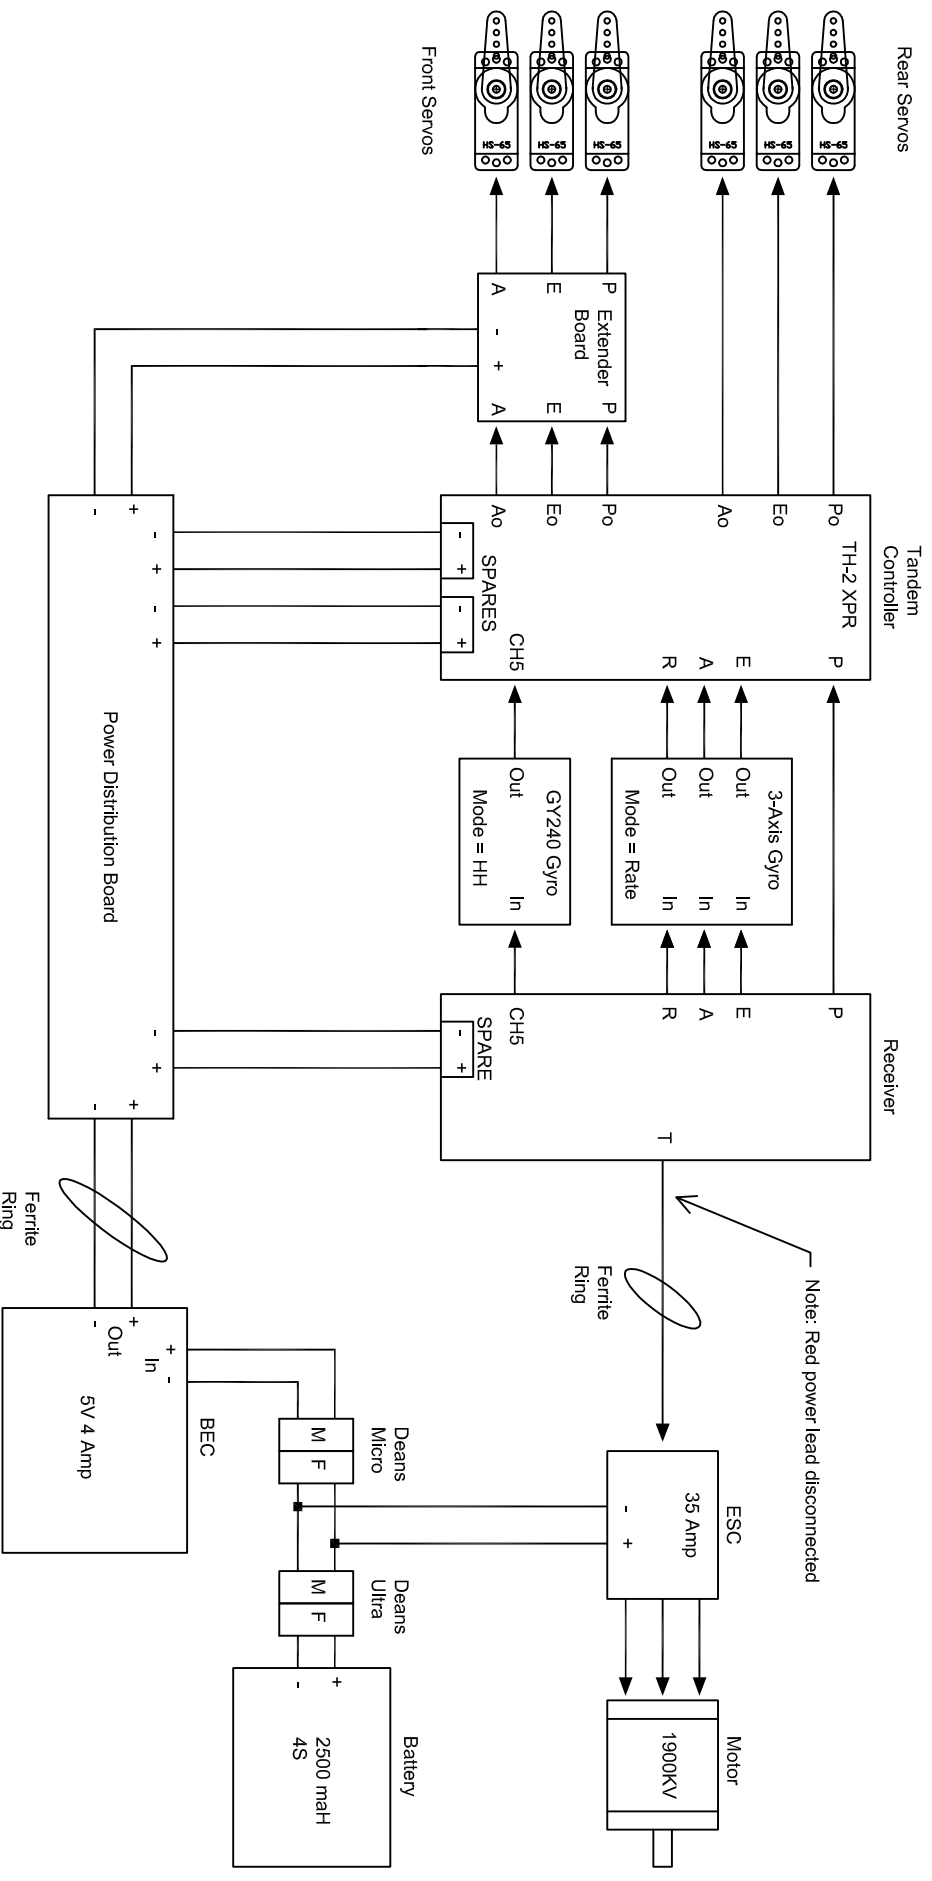 Rear Servos
HS-65
HS-65
HS-65
HS-65
HS-65
HS-65
Front Servos
P
E
A
Extender
Board
-
+
P
E
A
Tandem
Controller
TH-2 XPR
Po
Eo
Ao
Po
Eo
Ao
P
E
A
R
CH5
SPARES
-
+
-
+
3-Axis Gyro
Out
In
Out
In
Out
In
Mode = Rate
GY240 Gyro
Out
In
Mode = HH
Receiver
P
E
A
R
CH5
T
SPARE
-
+
Note: Red power lead disconnected
Ferrite
Ring
ESC
35 Amp
-
+
Motor
1900KV
Power Distribution Board
+
-
-
+
-
+
-
+
+
-
Ferrite
Ring
BEC
+
-
In
+
-
Out
5V 4 Amp
Deans
Micro
M
F
Deans
Ultra
M
F
Battery
+
-
2500 maH
4S